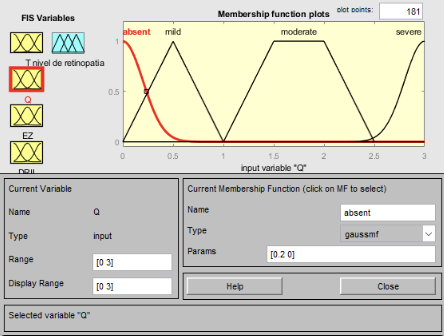 FIS Variables
Membership function plots
plot points:
181
absent
mild
moderate
severe
T nivel de retinopatia
Q
EZ
1
0.5
0
0
0.5
1
1.5
2
2.5
3
input variable "Q"
Current Variable
Name
Q
Type
input
Range
[0 3]
Display Range
[0 3]
Current Membership Function (click on MF to select)
Name
absent
Type
gaussmf
Params
[0.2 0]
Help
Close
Selected variable "Q"